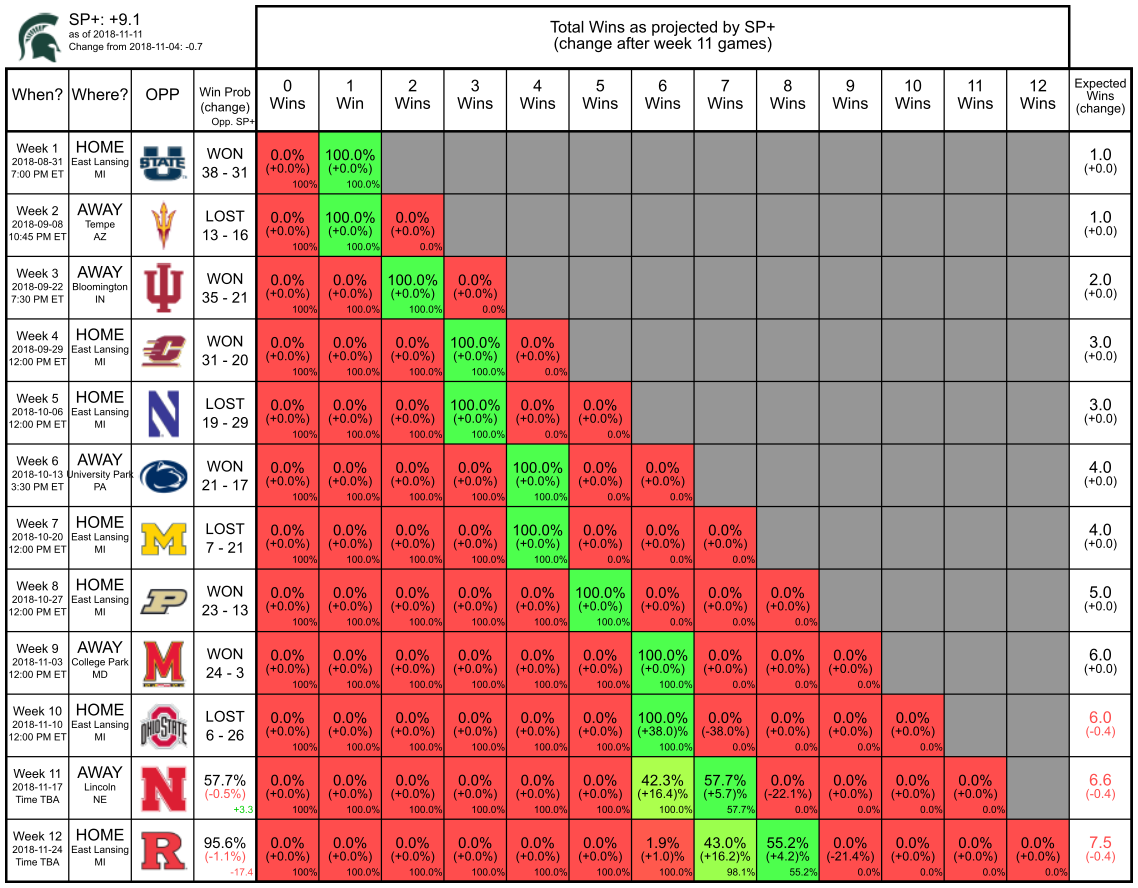 SP+: +9.1
as of 2018-11-11
Change from 2018-11-04: -0.7
Total Wins as projected by SP+
(change after week 11 games)
When? Where? OPP Win Prob (change) Opp. SP+ 0 Wins 1 Win 2 Wins 3 Wins 4 Wins 5 Wins 6 Wins 7 Wins 8 Wins 9 Wins 10 Wins 11 Wins 12 Wins Expected Wins (change)
Week 1 HOME U STATE WON 0.0% 100.0% 1.0
2018-08-31 East Lansing (+0.0%) (+0.0%) (+0.0)
7:00 PM ET MI 38 - 31 100% 100.0%
Week 2 AWAY LOST 0.0% 100.0% 0.0% 1.0
2018-09-08 Tempe (+0.0%) (+0.0%) (+0.0%) (+0.0)
10:45 PM ET AZ 13 - 16 100% 100.0% 0.0%
Week 3 AWAY WON 0.0% 0.0% 100.0% 0.0% 2.0
2018-09-22 Bloomington (+0.0%) (+0.0%) (+0.0%) (+0.0%) (+0.0)
7:30 PM ET IN 35 - 21 100% 100.0% 100.0% 0.0%
Week 4 HOME C WON 0.0% 0.0% 0.0% 100.0% 0.0% 3.0
2018-09-29 East Lansing (+0.0%) (+0.0%) (+0.0%) (+0.0%) (+0.0%) (+0.0)
12:00 PM ET MI 31 - 20 100% 100.0% 100.0% 100.0% 0.0%
Week 5 HOME N LOST 0.0% 0.0% 0.0% 100.0% 0.0% 0.0% 3.0
2018-10-06 East Lansing (+0.0%) (+0.0%) (+0.0%) (+0.0%) (+0.0%) (+0.0%) (+0.0)
12:00 PM ET MI 19 - 29 100% 100.0% 100.0% 100.0% 0.0% 0.0%
Week 6 AWAY WON 0.0% 0.0% 0.0% 0.0% 100.0% 0.0% 0.0% 4.0
2018-10-13 University Park (+0.0%) (+0.0%) (+0.0%) (+0.0%) (+0.0%) (+0.0%) (+0.0%) (+0.0)
3:30 PM ET PA 21 - 17 100% 100.0% 100.0% 100.0% 100.0% 0.0% 0.0%
Week 7 HOME M LOST 0.0% 0.0% 0.0% 0.0% 100.0% 0.0% 0.0% 0.0% 4.0
2018-10-20 East Lansing (+0.0%) (+0.0%) (+0.0%) (+0.0%) (+0.0%) (+0.0%) (+0.0%) (+0.0%) (+0.0)
12:00 PM ET MI 7 - 21 100% 100.0% 100.0% 100.0% 100.0% 0.0% 0.0% 0.0%
Week 8 HOME P WON 0.0% 0.0% 0.0% 0.0% 0.0% 100.0% 0.0% 0.0% 0.0% 5.0
2018-10-27 East Lansing (+0.0%) (+0.0%) (+0.0%) (+0.0%) (+0.0%) (+0.0%) (+0.0%) (+0.0%) (+0.0%) (+0.0)
12:00 PM ET MI 23 - 13 100% 100.0% 100.0% 100.0% 100.0% 100.0% 0.0% 0.0% 0.0%
Week 9 AWAY M WON 0.0% 0.0% 0.0% 0.0% 0.0% 0.0% 100.0% 0.0% 0.0% 0.0% 6.0
2018-11-03 College Park (+0.0%) (+0.0%) (+0.0%) (+0.0%) (+0.0%) (+0.0%) (+0.0%) (+0.0%) (+0.0%) (+0.0%) (+0.0)
12:00 PM ET MD 24 - 3 100% 100.0% 100.0% 100.0% 100.0% 100.0% 100.0% 0.0% 0.0% 0.0%
Week 10 HOME OHIO STATE LOST 0.0% 0.0% 0.0% 0.0% 0.0% 0.0% 100.0% 0.0% 0.0% 0.0% 0.0% 6.0
2018-11-10 East Lansing (+0.0%) (+0.0%) (+0.0%) (+0.0%) (+0.0%) (+0.0%) (+38.0)% (-38.0%) (+0.0%) (+0.0%) (+0.0%) (-0.4)
12:00 PM ET MI 6 - 26 100% 100.0% 100.0% 100.0% 100.0% 100.0% 100.0% 0.0% 0.0% 0.0% 0.0%
Week 11 AWAY N 57.7% 0.0% 0.0% 0.0% 0.0% 0.0% 0.0% 42.3% 57.7% 0.0% 0.0% 0.0% 0.0% 6.6
2018-11-17 Lincoln (-0.5%) (+0.0%) (+0.0%) (+0.0%) (+0.0%) (+0.0%) (+0.0%) (+16.4)% (+5.7)% (-22.1%) (+0.0%) (+0.0%) (+0.0%) (-0.4)
Time TBA NE +3.3 100% 100.0% 100.0% 100.0% 100.0% 100.0% 100.0% 57.7% 0.0% 0.0% 0.0% 0.0%
Week 12 HOME R 95.6% 0.0% 0.0% 0.0% 0.0% 0.0% 0.0% 1.9% 43.0% 55.2% 0.0% 0.0% 0.0% 0.0% 7.5
2018-11-24 East Lansing (-1.1%) (+0.0%) (+0.0%) (+0.0%) (+0.0%) (+0.0%) (+0.0%) (+1.0)% (+16.2)% (+4.2)% (-21.4%) (+0.0%) (+0.0%) (+0.0%) (-0.4)
Time TBA MI -17.4 100% 100.0% 100.0% 100.0% 100.0% 100.0% 100.0% 98.1% 55.2% 0.0% 0.0% 0.0% 0.0%